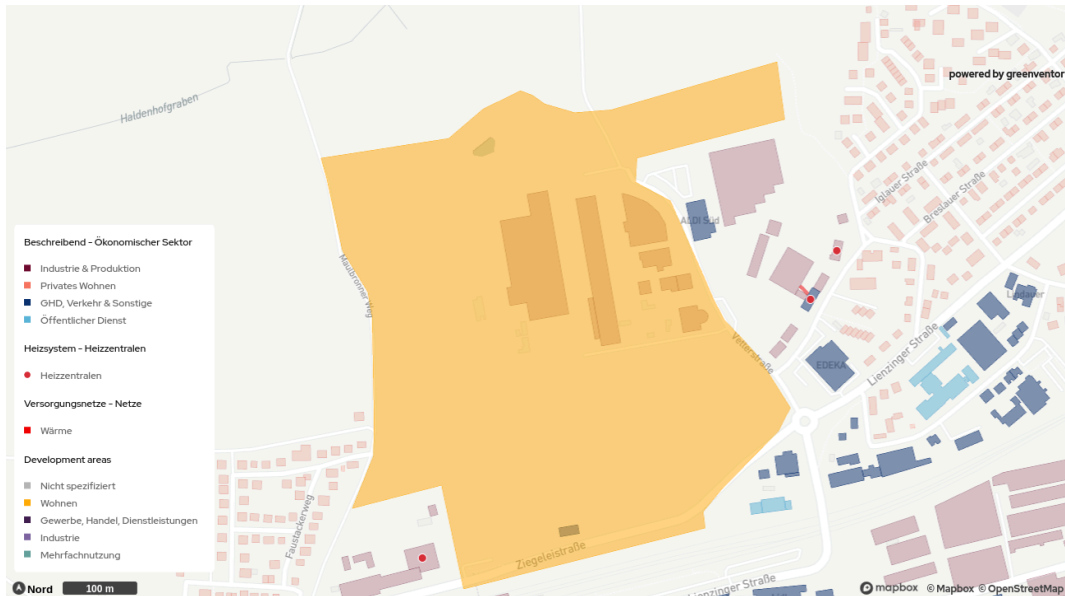 powered by greenventor
Haldenhofgraben
Iglauer Straße
Breslauer Straße
ALDI Süd
Maulbronner Weg
Vetterstraße
EDEKA
Lienzinger Straße
Lindauer
Faustackerweg
Ziegeleistraße
Lienzinger Straße
Beschreibend - Ökonomischer Sektor
Industrie & Produktion
Privates Wohnen
GHD, Verkehr & Sonstige
Öffentlicher Dienst
Heizsystem - Heizzentralen
Heizzentralen
Versorgungsnetze - Netze
Wärme
Development areas
Nicht spezifiziert
Wohnen
Gewerbe, Handel, Dienstleistungen
Industrie
Mehrfachnutzung
Nord
100 m
mapbox © Mapbox © OpenStreetMap